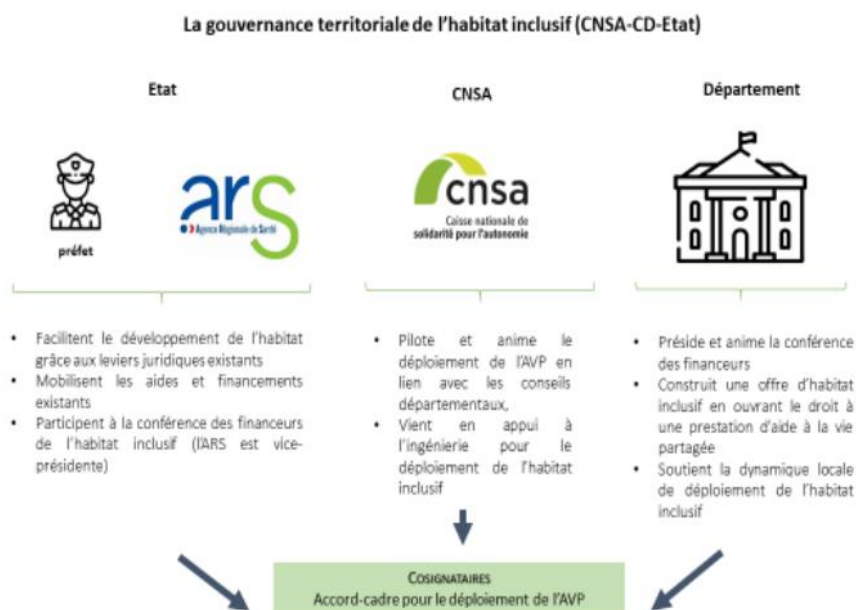 La gouvernance territoriale de l'habitat inclusif (CNSA-CD-Etat)
Etat
préfet
ars
Agence Régionale de Santé
• Facilitent le développement de l'habitat
grâce aux leviers juridiques existants
• Mobilisent les aides et financements
existants
• Participent à la conférence des financeurs
de l'habitat inclusif (l'ARS est vice-
présidente)
CNSA
cnsa
Caisse nationale de
solidarité pour l'autonomie
• Pilote et anime le
déploiement de l'AVP en
lien avec les conseils
départementaux,
• Vient en appui à
l'ingénierie pour le
déploiement de l'habitat
inclusif
Département
• Préside et anime la conférence
des financeurs
• Construit une offre d'habitat
inclusif en ouvrant le droit à
une prestation d'aide à la vie
partagée
• Soutient la dynamique locale
de déploiement de l'habitat
inclusif
COSIGNATAIRES
Accord-cadre pour le déploiement de l'AVP